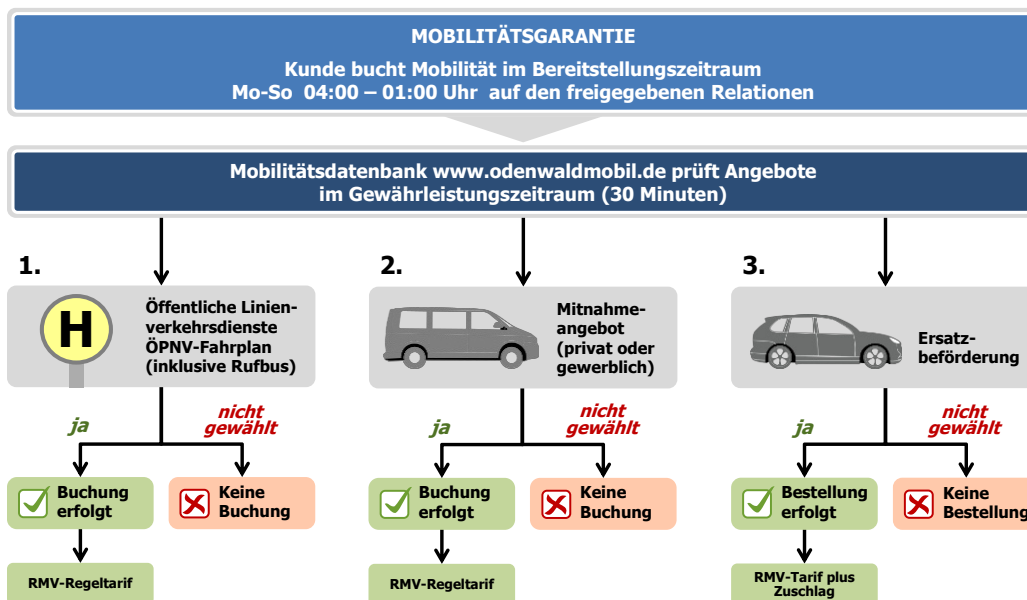 MOBILITÄTSGARANTIE
Kunde bucht Mobilität im Bereitstellungszeitraum
Mo-So 04:00 – 01:00 Uhr auf den freigegebenen Relationen
Mobilitätsdatenbank www.odenwaldmobil.de prüft Angebote
im Gewährleistungszeitraum (30 Minuten)
1.
H
Öffentliche Linien-
verkehrsdienste
ÖPNV-Fahrplan
(inklusive Rufbus)
ja
nicht
gewählt
Buchung
erfolgt
Keine
Buchung
RMV-Regeltarif
2.
Mitnahme-
angebot
(privat oder
gewerblich)
ja
nicht
gewählt
Buchung
erfolgt
Keine
Buchung
RMV-Regeltarif
3.
Ersatz-
beförderung
ja
nicht
gewählt
Bestellung
erfolgt
Keine
Bestellung
RMV-Tarif plus
Zuschlag